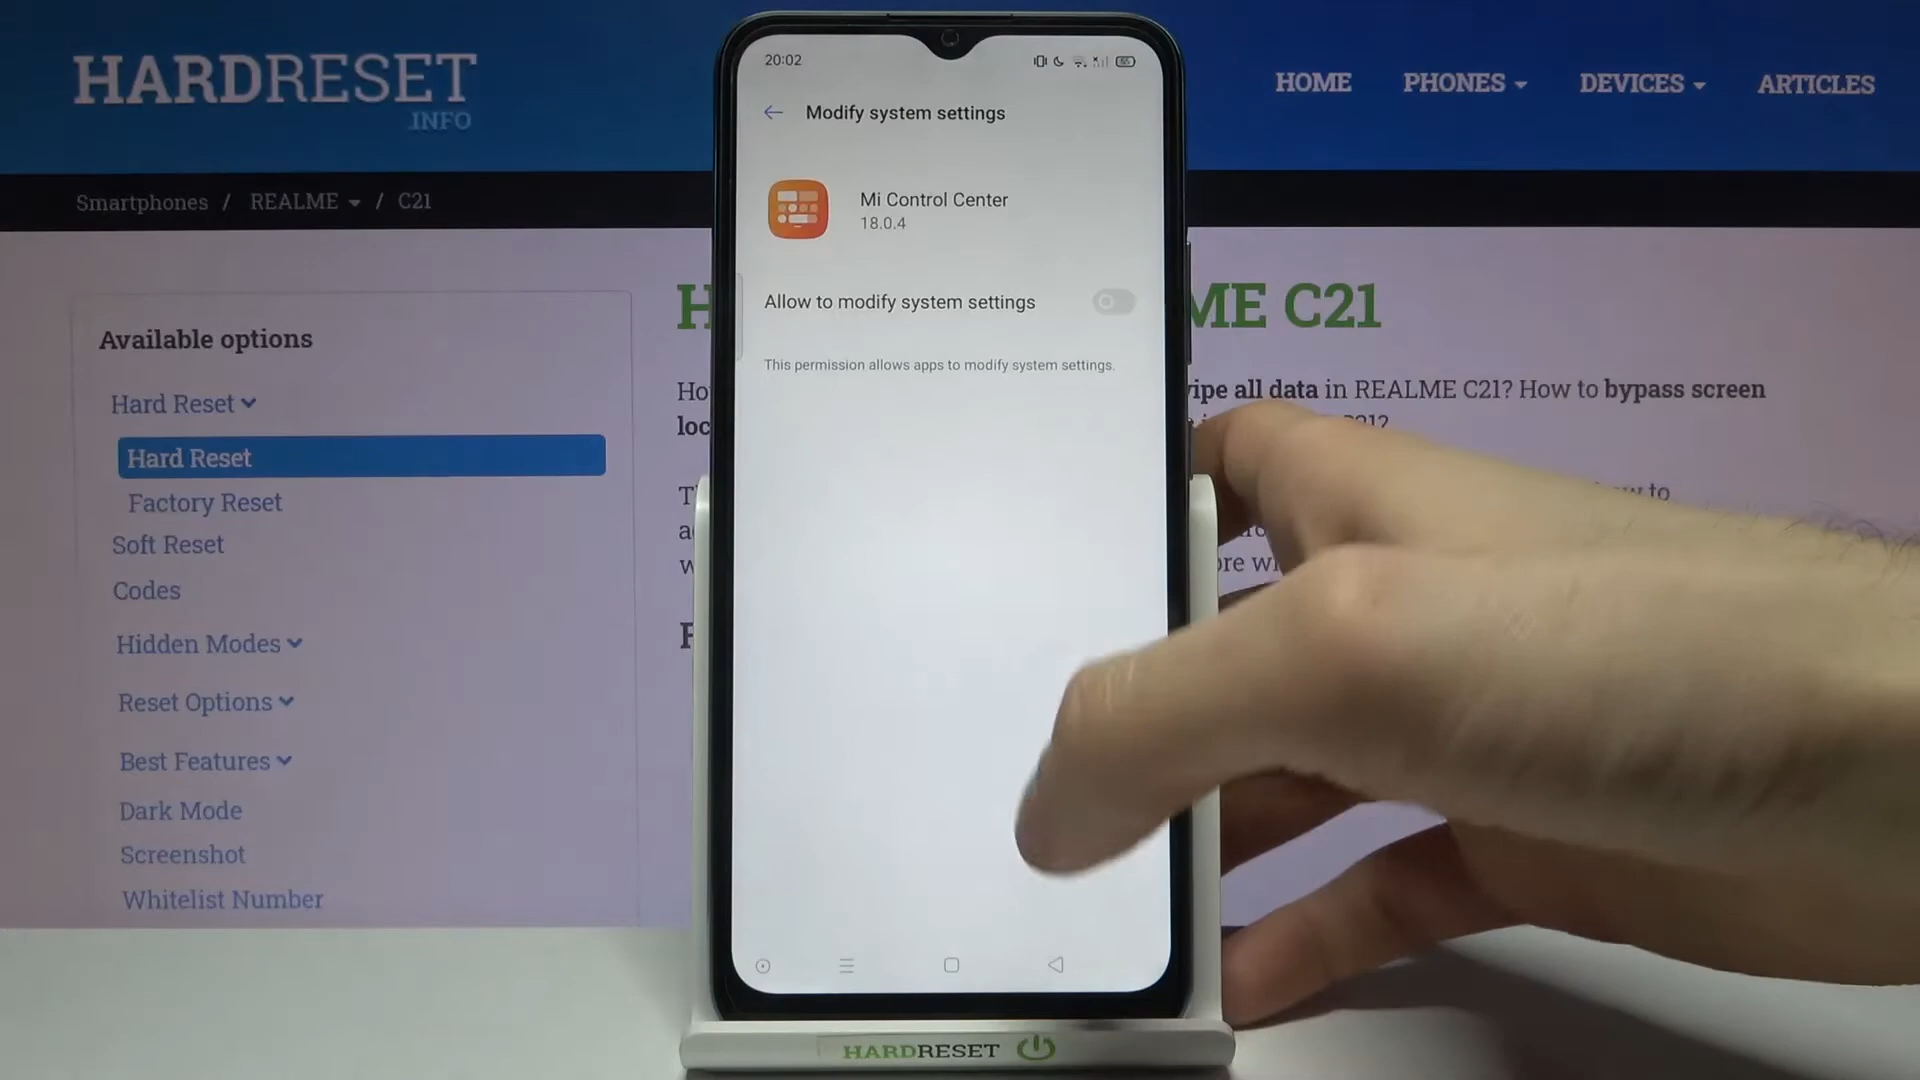 HARDRESET
.INFO
HOME PHONES DEVICES ARTICLES
Smartphones / REALME / C21
Available options
Hard Reset
Hard Reset
Factory Reset
Soft Reset
Codes
Hidden Modes
Reset Options
Best Features
Dark Mode
Screenshot
Whitelist Number
20:02
Modify system settings
Mi Control Center
18.0.4
Allow to modify system settings
This permission allows apps to modify system settings.
C21
all data in REALME C21? How to bypass screen
HARDRESET